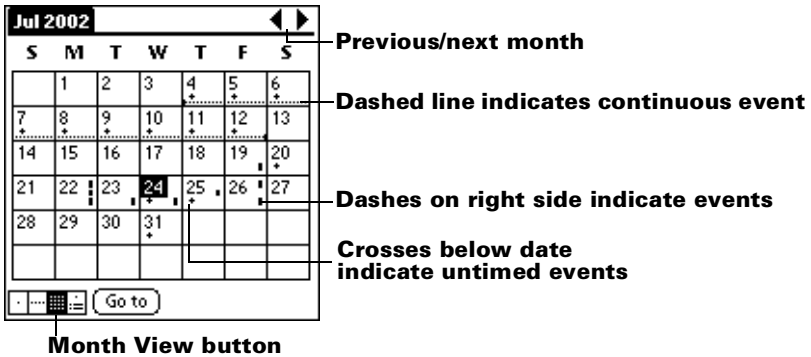 Jul 2002
Previous/next month
S M T W T F S
1 2 3 4 5 6
Dashed line indicates continuous event
7 8 9 10 11 12 13
14 15 16 17 18 19 20
21 22 23 24 25 26 27
Dashes on right side indicate events
28 29 30 31
Crosses below date
indicate untimed events
Go to
Month View button